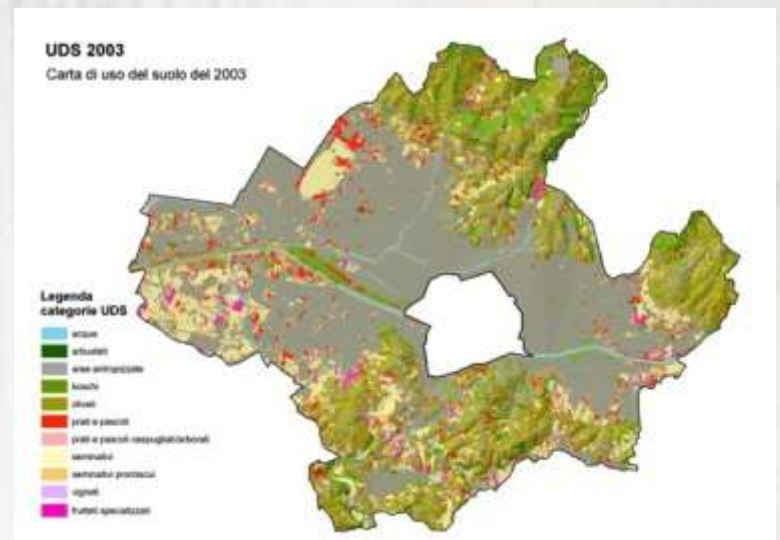 UDS 2003
Carta di uso del suolo del 2003
Legenda
categorie UDS
acque
arbusteti
aree antropizzate
boschi
oliveti
prati e pascoli
prati e pascoli cespugliati/arborati
seminativi
seminativi promiscui
vigneti
frutteti specializzati